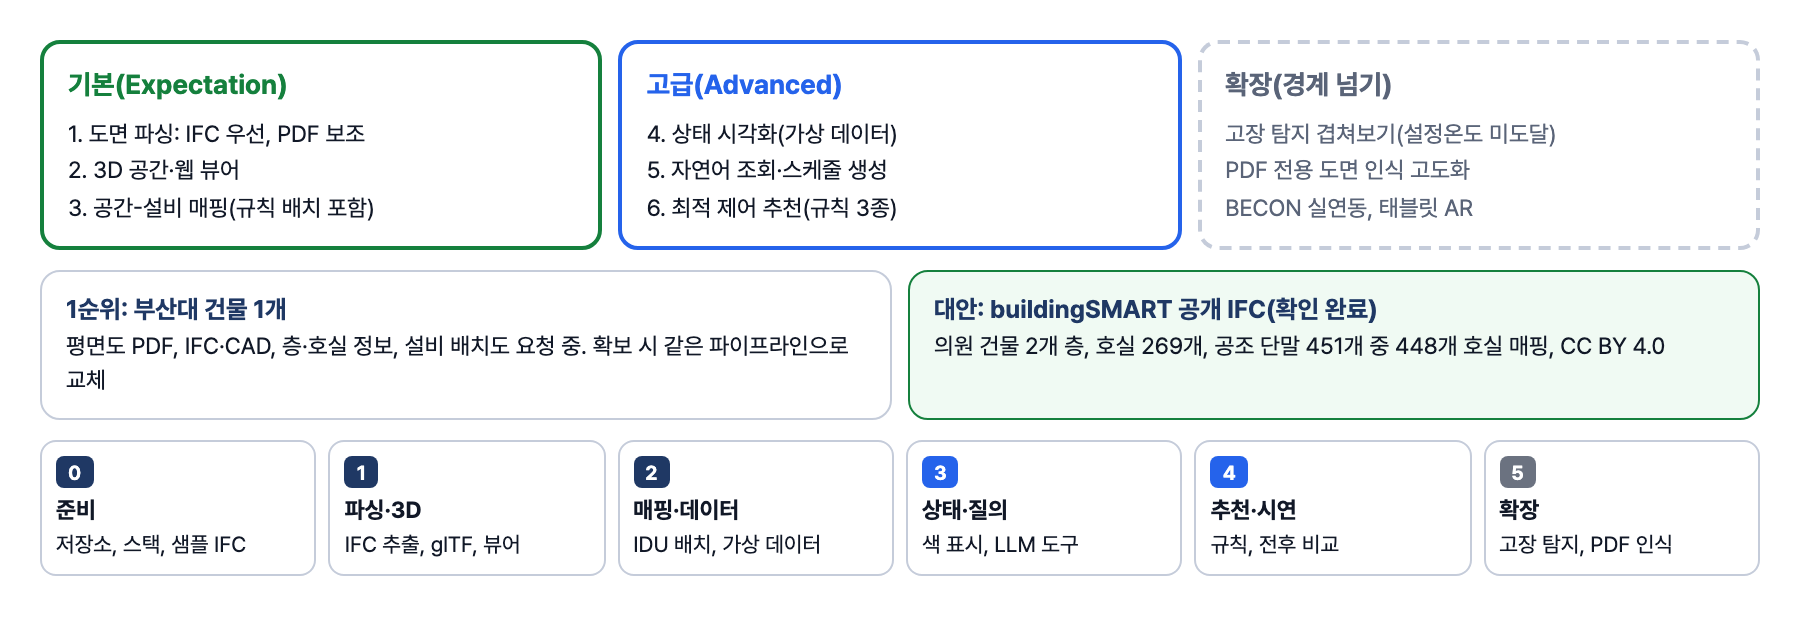 기본(Expectation)
1. 도면 파싱: IFC 우선, PDF 보조
2. 3D 공간·웹 뷰어
3. 공간-설비 매핑(규칙 배치 포함)
고급(Advanced)
4. 상태 시각화(가상 데이터)
5. 자연어 조회·스케줄 생성
6. 최적 제어 추천(규칙 3종)
확장(경계 넘기)
고장 탐지 겹쳐보기(설정온도 미도달)
PDF 전용 도면 인식 고도화
BECON 실연동, 태블릿 AR
1순위: 부산대 건물 1개
평면도 PDF, IFC·CAD, 층·호실 정보, 설비 배치도 요청 중. 확보 시 같은 파이프라인으로
교체
대안: buildingSMART 공개 IFC(확인 완료)
의원 건물 2개 층, 호실 269개, 공조 단말 451개 중 448개 호실 매핑, CC BY 4.0
0
준비
저장소, 스택, 샘플 IFC
1
파싱·3D
IFC 추출, glTF, 뷰어
2
매핑·데이터
IDU 배치, 가상 데이터
3
상태·질의
색 표시, LLM 도구
4
추천·시연
규칙, 전후 비교
5
확장
고장 탐지, PDF 인식